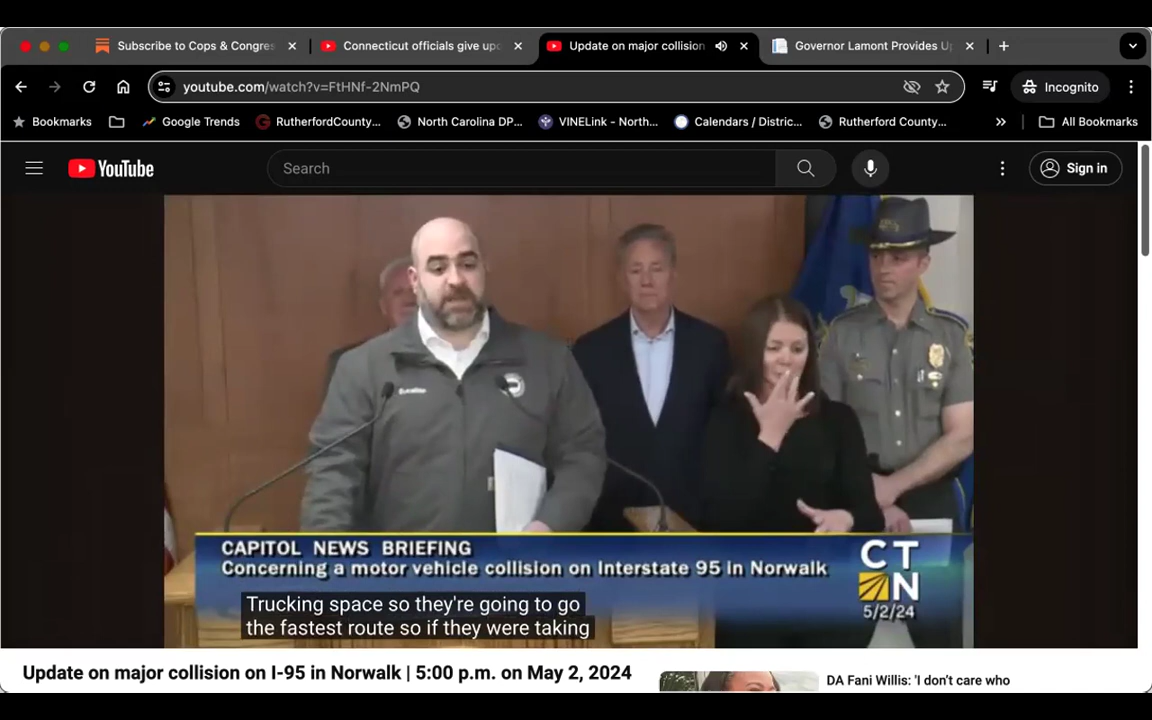 Subscribe to Cops & Congres
Connecticut officials give upd
Update on major collision
Governor Lamont Provides U
youtube.com/watch?v=FtHNf-2NmPQ
Incognito
Bookmarks
Google Trends
RutherfordCounty...
North Carolina DP...
VINELink - North...
Calendars / Distric...
Rutherford County...
All Bookmarks
YouTube
Search
Sign in
CAPITOL NEWS BRIEFING
Concerning a motor vehicle collision on Interstate 95 in Norwalk
CT
N
5/2/24
Trucking space so they're going to go
the fastest route so if they were taking
Update on major collision on I-95 in Norwalk | 5:00 p.m. on May 2, 2024
DA Fani Willis: 'I don't care who